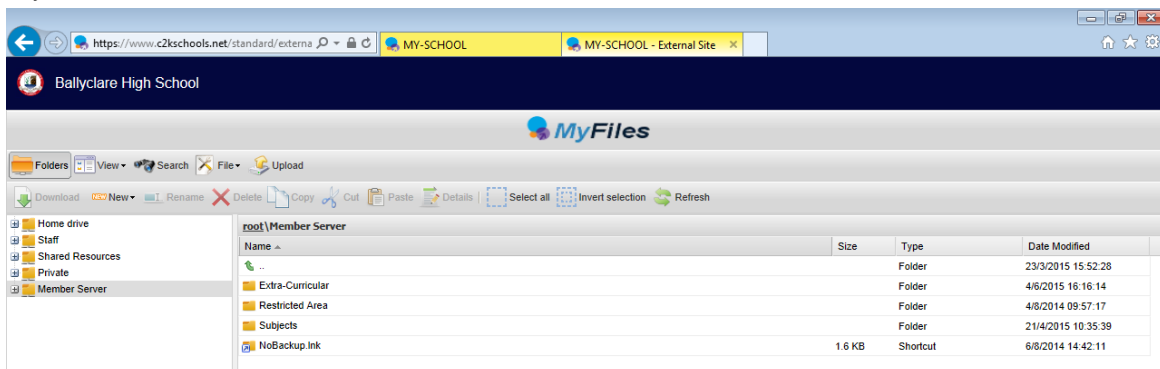 https://www.c2kschools.net/standard/externa
MY-SCHOOL
MY-SCHOOL - External Site
Ballyclare High School
MyFiles
Folders View Search File Upload
Download New Rename Delete Copy Cut Paste Details Select all Invert selection Refresh
Home drive
Staff
Shared Resources
Private
Member Server
root\Member Server
Name Size Type Date Modified
.. Folder 23/3/2015 15:52:28
Extra-Curricular Folder 4/6/2015 16:16:14
Restricted Area Folder 4/8/2014 09:57:17
Subjects Folder 21/4/2015 10:35:39
NoBackup.lnk 1.6 KB Shortcut 6/8/2014 14:42:11